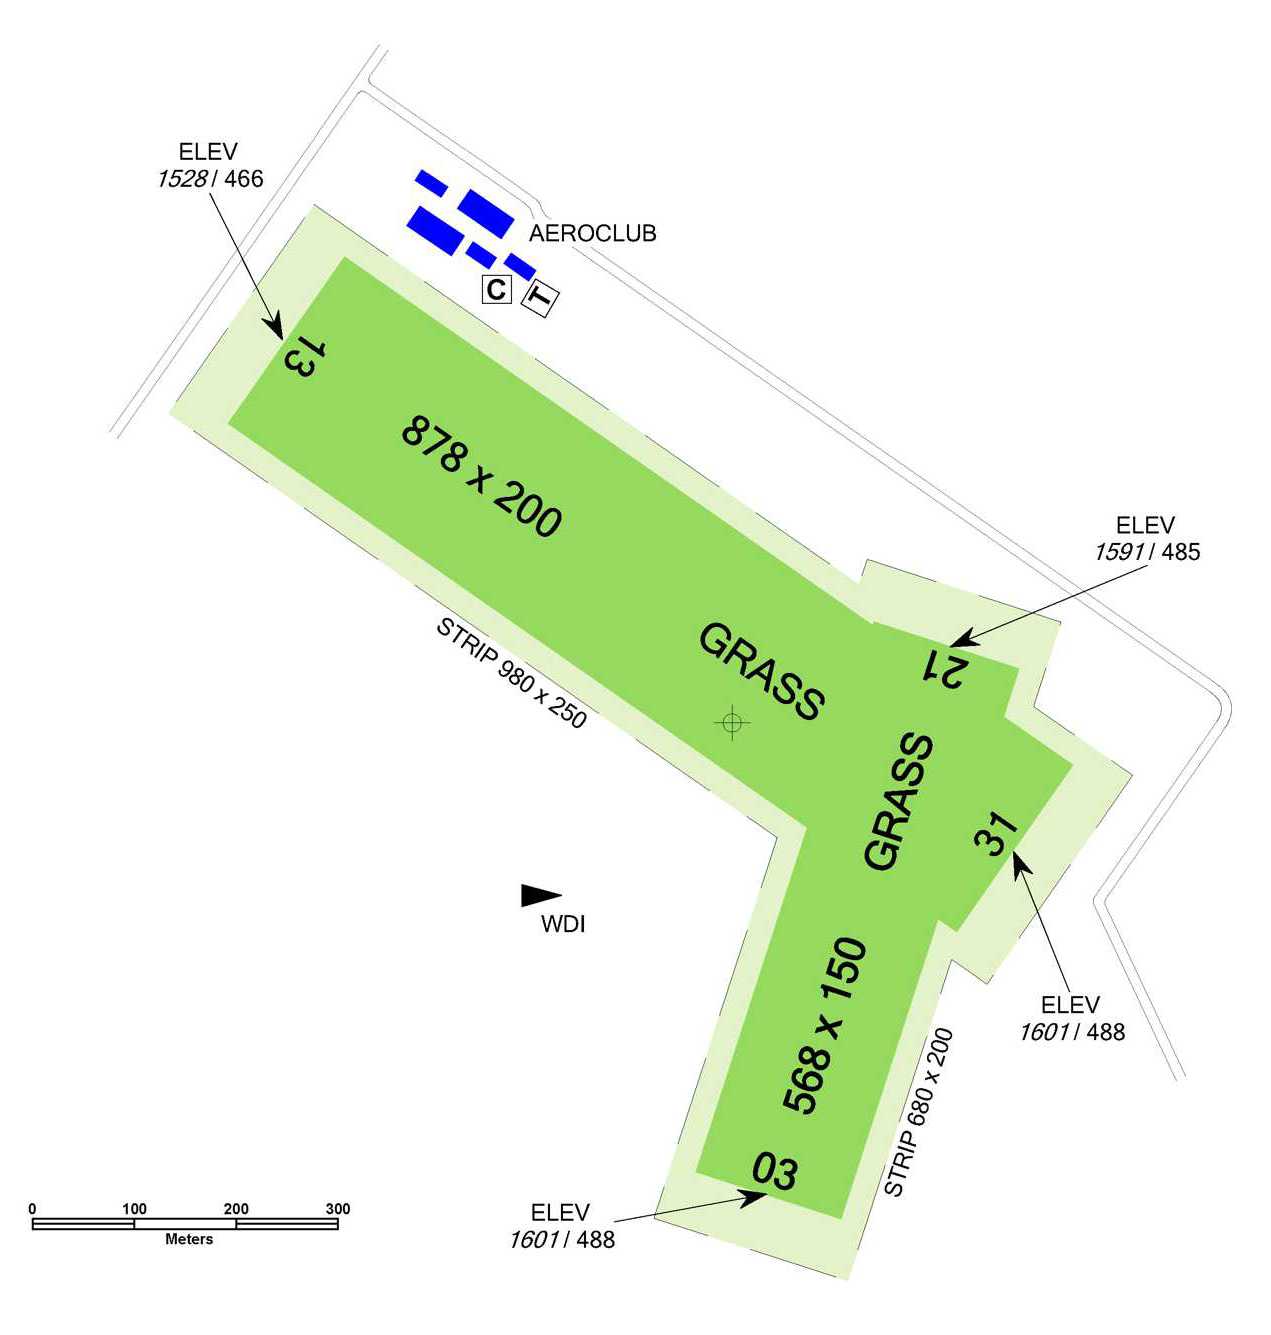 ELEV
1528 / 466
AEROCLUB
C
T
13
878 x 200
ELEV
1591 / 485
GRASS
21
STRIP 980 x 250
GRASS
31
WDI
568 x 150
ELEV
1601 / 488
STRIP 680 x 200
03
ELEV
1601 / 488
0 100 200 300
Meters